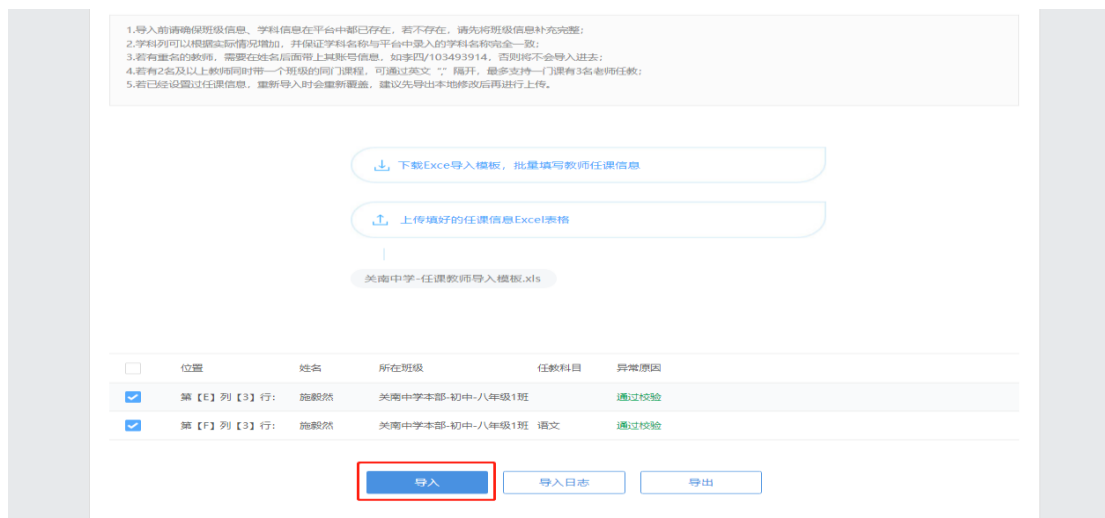 1.导入前请确保班级信息、学科信息在平台中都已存在，若不存在，请先将班级信息补充完整；
2.学科列可以根据实际情况增加，并保证学科名称与平台中录入的学科名称完全一致；
3.若有重名的教师，需要在姓名后面带上其账号信息，如李四/103493914，否则将不会导入进去；
4.若有2名及以上教师同时带一个班级的同门课程，可通过英文 “,” 隔开，最多支持一门课有3名老师任教；
5.若已经设置过任课信息，重新导入时会重新覆盖，建议先导出本地修改后再进行上传。
下载Exce导入模板，批量填写教师任课信息
上传填好的任课信息Excel表格
关南中学-任课教师导入模板.xls
位置 姓名 所在班级 任教科目 异常原因
第【E】列【3】行： 施毅然 关南中学本部-初中-八年级1班 通过校验
第【F】列【3】行： 施毅然 关南中学本部-初中-八年级1班 语文 通过校验
导入 导入日志 导出